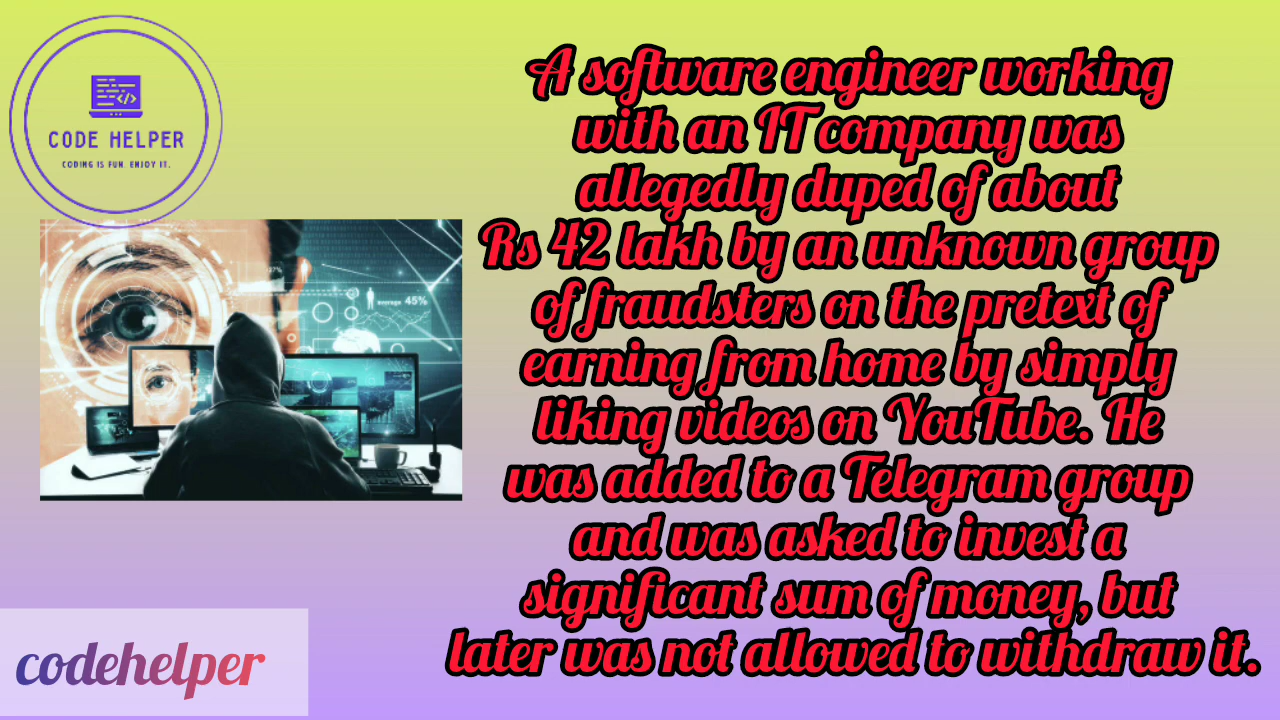 CODE HELPER
CODING IS FUN. ENJOY IT.
average 45%
A software engineer working
with an IT company was
allegedly duped of about
Rs 42 lakh by an unknown group
of fraudsters on the pretext of
earning from home by simply
liking videos on YouTube. He
was added to a Telegram group
and was asked to invest a
significant sum of money, but
later was not allowed to withdraw it.
codehelper